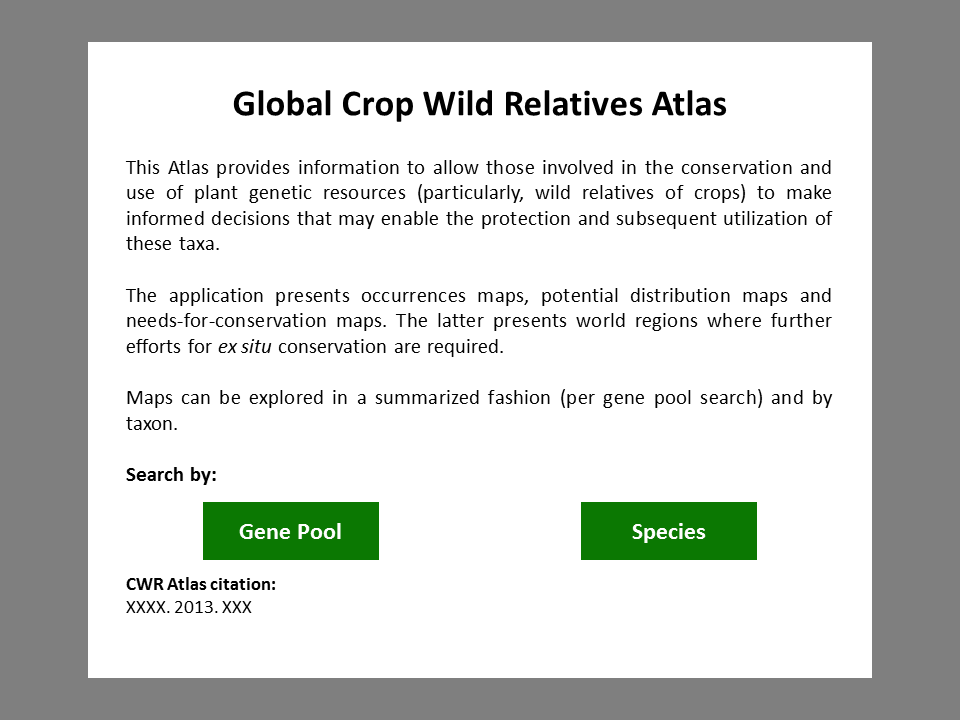 Global Crop Wild Relatives Atlas
This Atlas provides information to allow those involved in the conservation and
use of plant genetic resources (particularly, wild relatives of crops) to make
informed decisions that may enable the protection and subsequent utilization of
these taxa.
The application presents occurrences maps, potential distribution maps and
needs-for-conservation maps. The latter presents world regions where further
efforts for ex situ conservation are required.
Maps can be explored in a summarized fashion (per gene pool search) and by
taxon.
Search by:
Gene Pool
Species
CWR Atlas citation:
XXXX. 2013. XXX